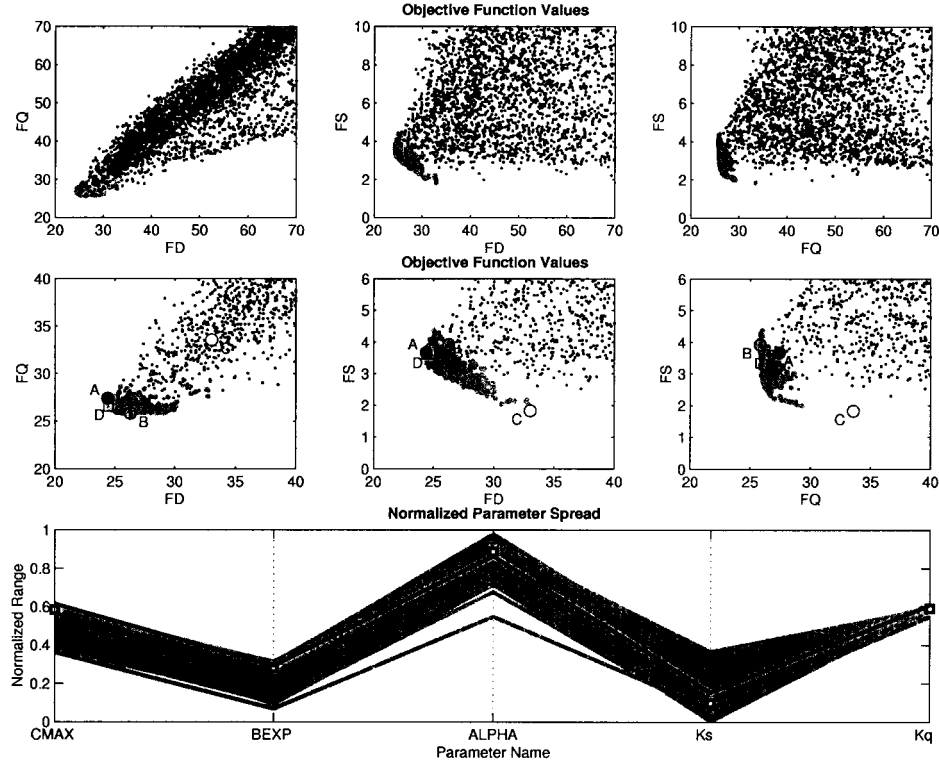 Objective Function Values
70
60
50
40
30
20
FQ
20 30 40 50 60 70
FD
10
8
6
4
2
0
FS
20 30 40 50 60 70
FD
10
8
6
4
2
0
FS
20 30 40 50 60 70
FQ
Objective Function Values
40
35
30
25
20
FQ
A
D
B
20 25 30 35 40
FD
6
5
4
3
2
1
0
FS
A
D
C
20 25 30 35 40
FD
6
5
4
3
2
1
0
FS
B
D
A
C
20 25 30 35 40
FQ
Normalized Parameter Spread
1
0.8
0.6
0.4
0.2
0
Normalized Range
CMAX BEXP ALPHA Ks Kq
Parameter Name